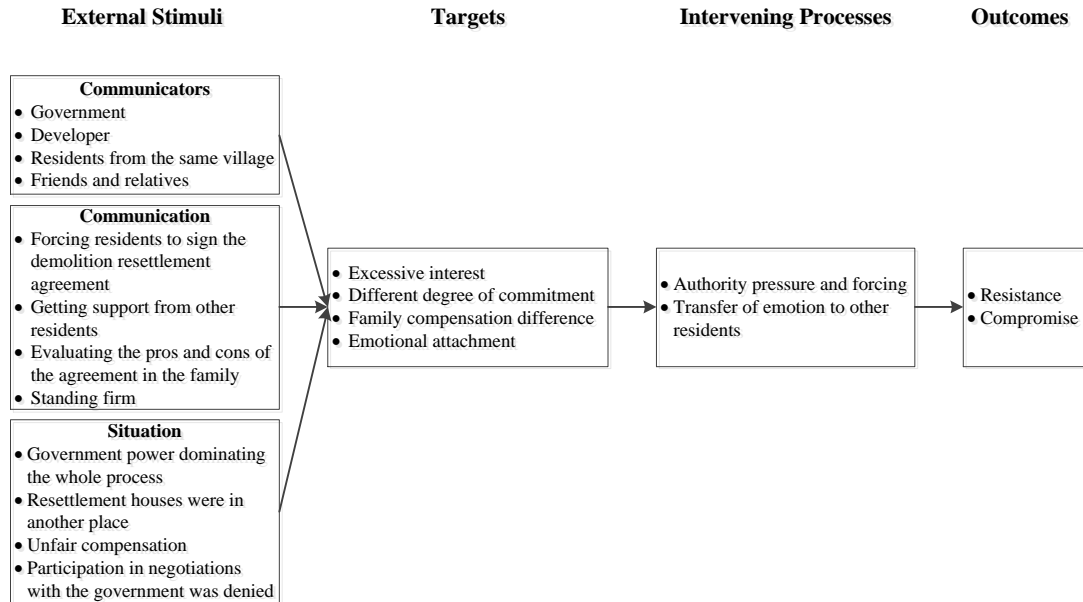 External Stimuli
Targets
Intervening Processes
Outcomes
Communicators
• Government
• Developer
• Residents from the same village
• Friends and relatives
Communication
• Forcing residents to sign the
demolition resettlement
agreement
• Getting support from other
residents
• Evaluating the pros and cons of
the agreement in the family
• Standing firm
Situation
• Government power dominating
the whole process
• Resettlement houses were in
another place
• Unfair compensation
• Participation in negotiations
with the government was denied
• Excessive interest
• Different degree of commitment
• Family compensation difference
• Emotional attachment
• Authority pressure and forcing
• Transfer of emotion to other
residents
• Resistance
• Compromise